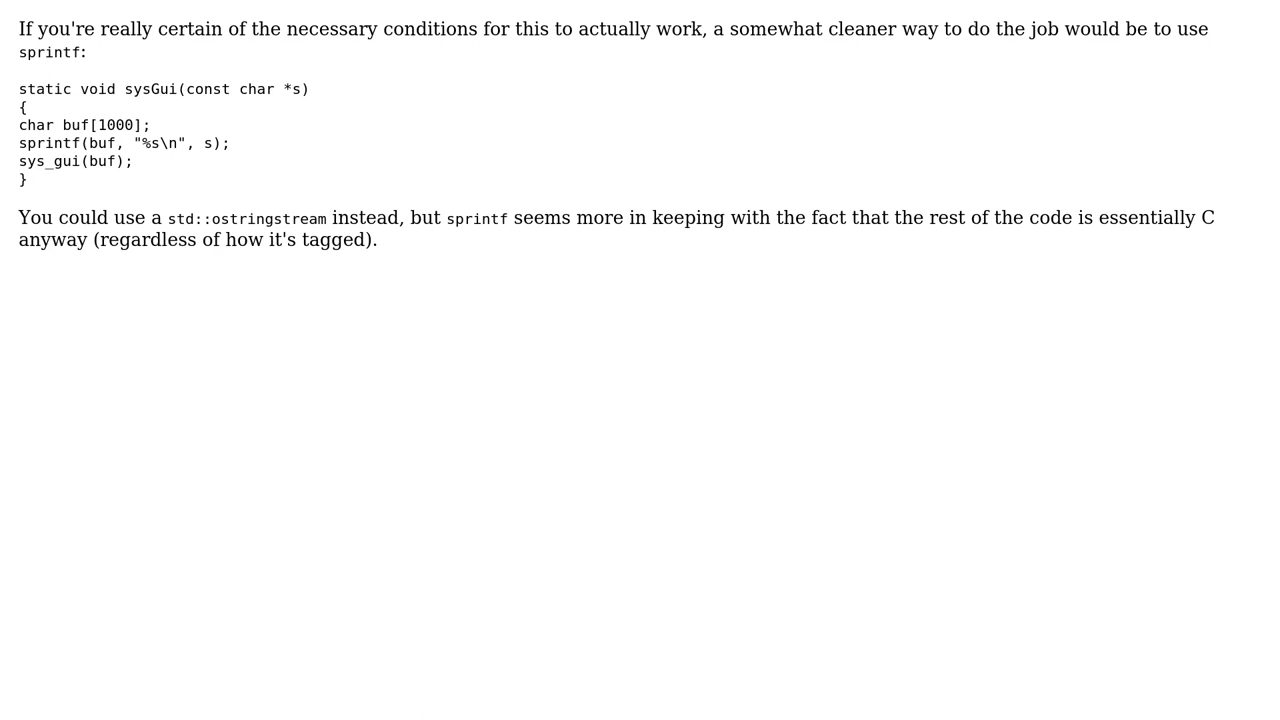 If you're really certain of the necessary conditions for this to actually work, a somewhat cleaner way to do the job would be to use
sprintf:
static void sysGui(const char *s)
{
char buf[1000];
sprintf(buf, "%s\n", s);
sys_gui(buf);
}
You could use a std::ostringstream instead, but sprintf seems more in keeping with the fact that the rest of the code is essentially C
anyway (regardless of how it's tagged).